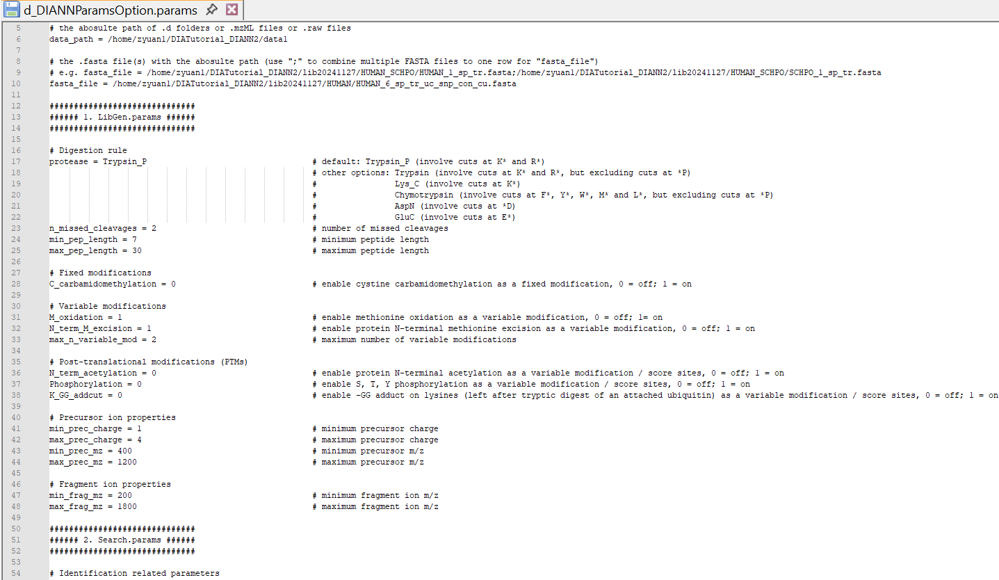 d_DIANNParamsOption.params
5 # the abosulte path of .d folders or .mzML files or .raw files
6 data_path = /home/zyuan1/DIATutorial_DIANN2/data1
7
8 # the .fasta file(s) with the abosulte path (use ";" to combine multiple FASTA files to one row for "fasta_file")
9 # e.g. fasta_file = /home/zyuan1/DIATutorial_DIANN2/lib20241127/HUMAN_SCHPO/HUMAN_1_sp_tr.fasta;/home/zyuan1/DIATutorial_DIANN2/lib20241127/HUMAN_SCHPO/SCHPO_1_sp_tr.fasta
10 fasta_file = /home/zyuan1/DIATutorial_DIANN2/lib20241127/HUMAN/HUMAN_6_sp_tr_uc_snp_con_cu.fasta
11
12 ##############################
13 ###### 1. LibGen.params ######
14 ##############################
15
16 # Digestion rule
17 protease = Trypsin_P # default: Trypsin_P (involve cuts at K* and R*)
18 # other options: Trypsin (involve cuts at K* and R*, but excluding cuts at *P)
19 # Lys_C (involve cuts at K*)
20 # Chymotrypsin (involve cuts at F*, Y*, W*, M* and L*, but excluding cuts at *P)
21 # AspN (involve cuts at *D)
22 # GluC (involve cuts at E*)
23 n_missed_cleavages = 2 # number of missed cleavages
24 min_pep_length = 7 # minimum peptide length
25 max_pep_length = 30 # maximum peptide length
26
27 # Fixed modifications
28 C_carbamidomethylation = 0 # enable cystine carbamidomethylation as a fixed modification, 0 = off; 1 = on
29
30 # Variable modifications
31 M_oxidation = 1 # enable methionine oxidation as a variable modification, 0 = off; 1= on
32 N_term_M_excision = 1 # enable protein N-terminal methionine excision as a variable modification, 0 = off; 1 = on
33 max_n_variable_mod = 2 # maximum number of variable modifications
34
35 # Post-translational modifications (PTMs)
36 N_term_acetylation = 0 # enable protein N-terminal acetylation as a variable modification / score sites, 0 = off; 1 = on
37 Phosphorylation = 0 # enable S, T, Y phosphorylation as a variable modification / score sites, 0 = off; 1 = on
38 K_GG_addcut = 0 # enable -GG adduct on lysines (left after tryptic digest of an attached ubiquitin) as a variable modification / score sites, 0 = off; 1 = on
39
40 # Precursor ion properties
41 min_prec_charge = 1 # minimum precursor charge
42 max_prec_charge = 4 # maximum precursor charge
43 min_prec_mz = 400 # minimum precursor m/z
44 max_prec_mz = 1200 # maximum precursor m/z
45
46 # Fragment ion properties
47 min_frag_mz = 200 # minimum fragment ion m/z
48 max_frag_mz = 1800 # maximum fragment ion m/z
49
50 ##############################
51 ###### 2. Search.params ######
52 ##############################
53
54 # Identification related parameters